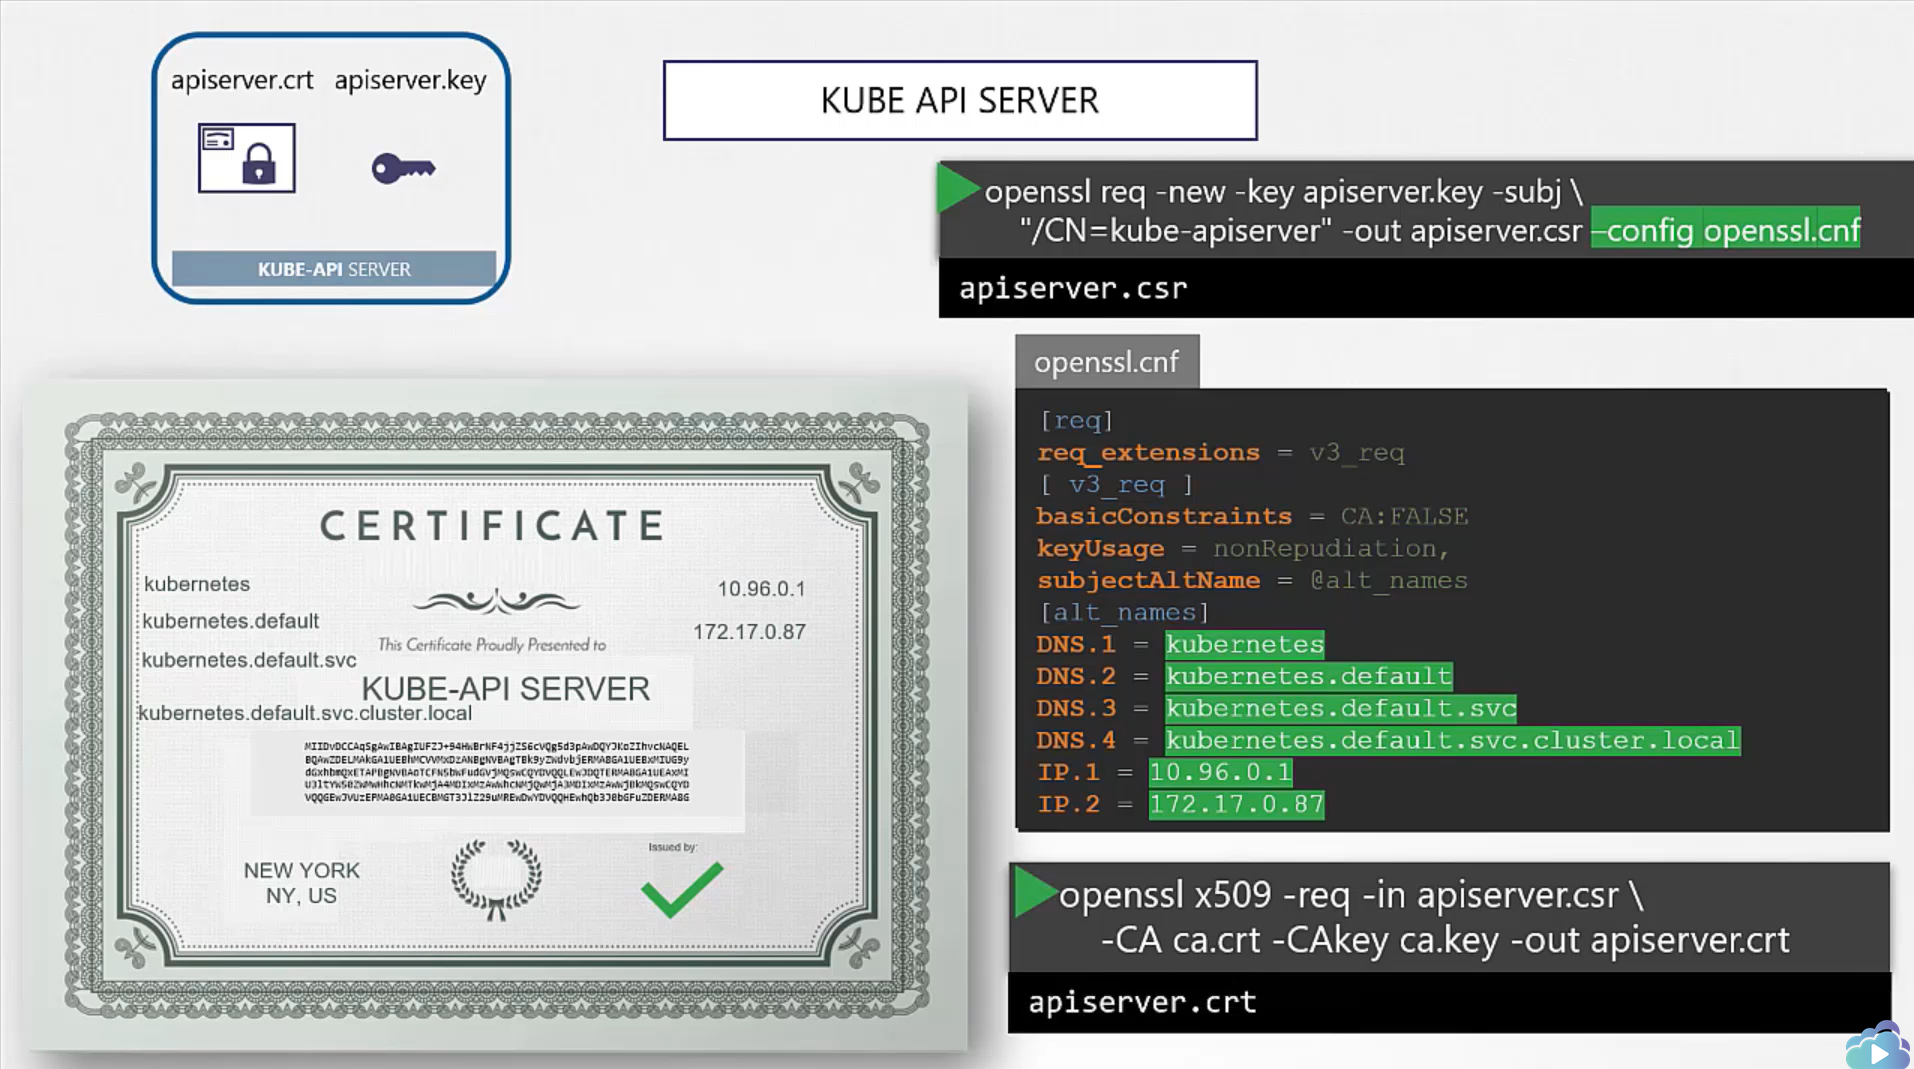 apiserver.crt apiserver.key
KUBE-API SERVER
KUBE API SERVER
openssl req -new -key apiserver.key -subj \
"/CN=kube-apiserver" -out apiserver.csr –config openssl.cnf
apiserver.csr
openssl.cnf
[req]
req_extensions = v3_req
[ v3_req ]
basicConstraints = CA:FALSE
keyUsage = nonRepudiation,
subjectAltName = @alt_names
[alt_names]
DNS.1 = kubernetes
DNS.2 = kubernetes.default
DNS.3 = kubernetes.default.svc
DNS.4 = kubernetes.default.svc.cluster.local
IP.1 = 10.96.0.1
IP.2 = 172.17.0.87
openssl x509 -req -in apiserver.csr \
-CA ca.crt -CAkey ca.key -out apiserver.crt
apiserver.crt
CERTIFICATE
kubernetes
10.96.0.1
kubernetes.default
172.17.0.87
This Certificate Proudly Presented to
kubernetes.default.svc
KUBE-API SERVER
kubernetes.default.svc.cluster.local
Issued by:
NEW YORK
NY, US